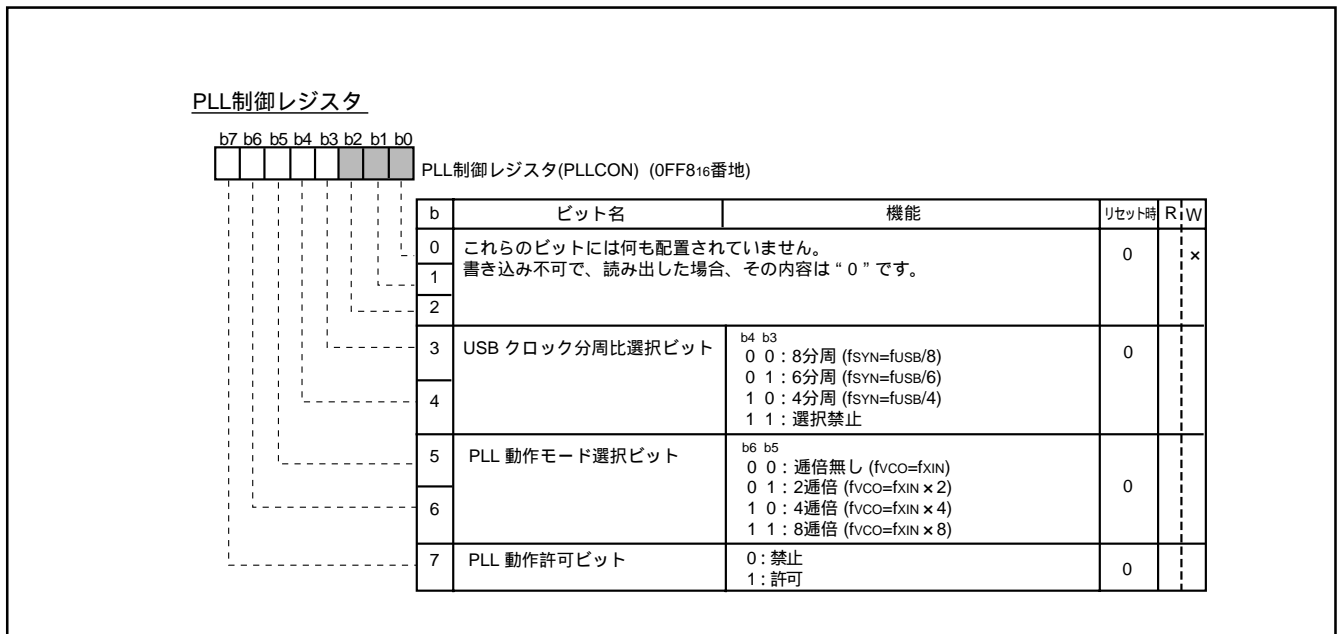 PLL制御レジスタ
b7 b6 b5 b4 b3 b2 b1 b0
PLL制御レジスタ(PLLCON) (0FF816番地)
b ビット名 機能 リセット時 R W
0 これらのビットには何も配置されていません。 0 ×
1 書き込み不可で、読み出した場合、その内容は “ 0 ” です。
2
3 USB クロック分周比選択ビット 0
4
b4 b3
0 0 : 8分周 (fSYN=fUSB/8)
0 1 : 6分周 (fSYN=fUSB/6)
1 0 : 4分周 (fSYN=fUSB/4)
1 1 : 選択禁止
5 PLL 動作モード選択ビット 0
6
b6 b5
0 0 : 逓倍無し (fVCO=fXIN)
0 1 : 2逓倍 (fVCO=fXIN × 2)
1 0 : 4逓倍 (fVCO=fXIN × 4)
1 1 : 8逓倍 (fVCO=fXIN × 8)
7 PLL 動作許可ビット 0
0 : 禁止
1 : 許可